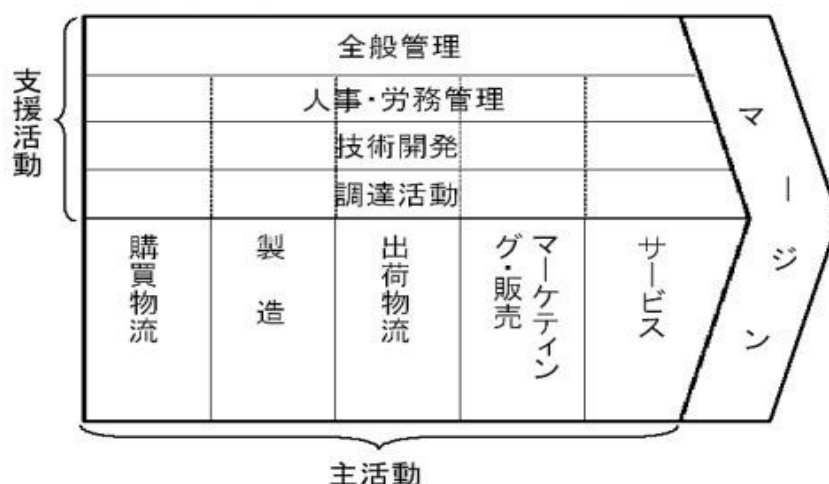 支援活動
全般管理
人事・労務管理
技術開発
調達活動
購買物流
製造
出荷物流
マーケティン
グ・販売
サービス
マージン
主活動